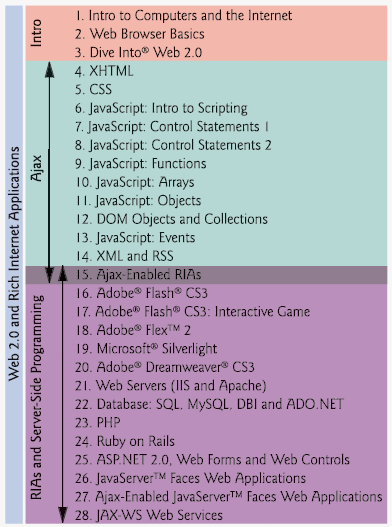 Web 2.0 and Rich Internet Applications
Intro
1. Intro to Computers and the Internet
2. Web Browser Basics
3. Dive Into® Web 2.0
Ajax
4. XHTML
5. CSS
6. JavaScript: Intro to Scripting
7. JavaScript: Control Statements 1
8. JavaScript: Control Statements 2
9. JavaScript: Functions
10. JavaScript: Arrays
11. JavaScript: Objects
12. DOM Objects and Collections
13. JavaScript: Events
14. XML and RSS
15. Ajax-Enabled RIAs
RIAs and Server-Side Programming
16. Adobe® Flash® CS3
17. Adobe® Flash® CS3: Interactive Game
18. Adobe® Flex™ 2
19. Microsoft® Silverlight
20. Adobe® Dreamweaver® CS3
21. Web Servers (IIS and Apache)
22. Database: SQL, MySQL, DBI and ADO.NET
23. PHP
24. Ruby on Rails
25. ASP.NET 2.0, Web Forms and Web Controls
26. JavaServer™ Faces Web Applications
27. Ajax-Enabled JavaServer™ Faces Web Applications
28. JAX-WS Web Services